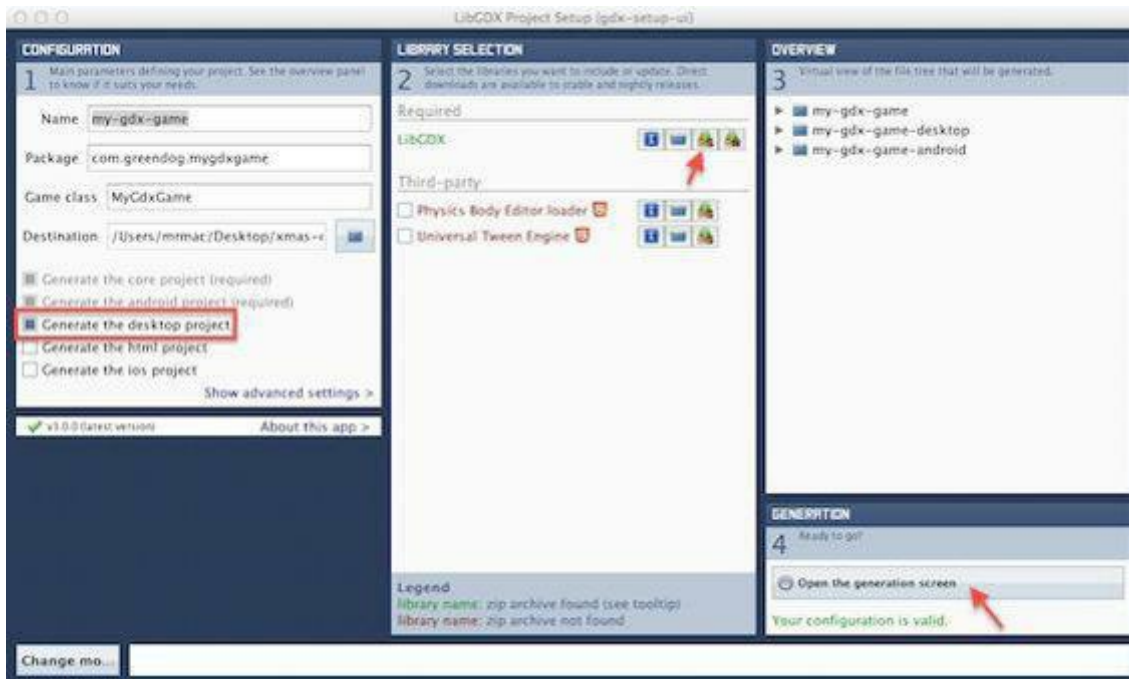 LibGDX Project Setup (gdx-setup-ui)
CONFIGURATION
1 Main parameters defining your project. See the overview panel
to know if it suits your needs.
Name my-gdx-game
Package com.greendog.mygdxgame
Game class MyGdxGame
Destination /Users/mrmac/Desktop/xmas-
Generate the core project (required)
Generate the android project (required)
Generate the desktop project
Generate the html project
Generate the ios project
Show advanced settings >
v3.0.0 (latest version) About this app >
LIBRARY SELECTION
2 Select the libraries you want to include or update. Direct
downloads are available to stable and nightly releases.
Required
LibGDX
Third-party
Physics Body Editor loader
Universal Tween Engine
Legend
library name: zip archive found (see tooltip)
library name: zip archive not found
OVERVIEW
3 Virtual view of the file tree that will be generated.
my-gdx-game
my-gdx-game-desktop
my-gdx-game-android
GENERATION
4 Ready to go?
Open the generation screen
Your configuration is valid.
Change mo...